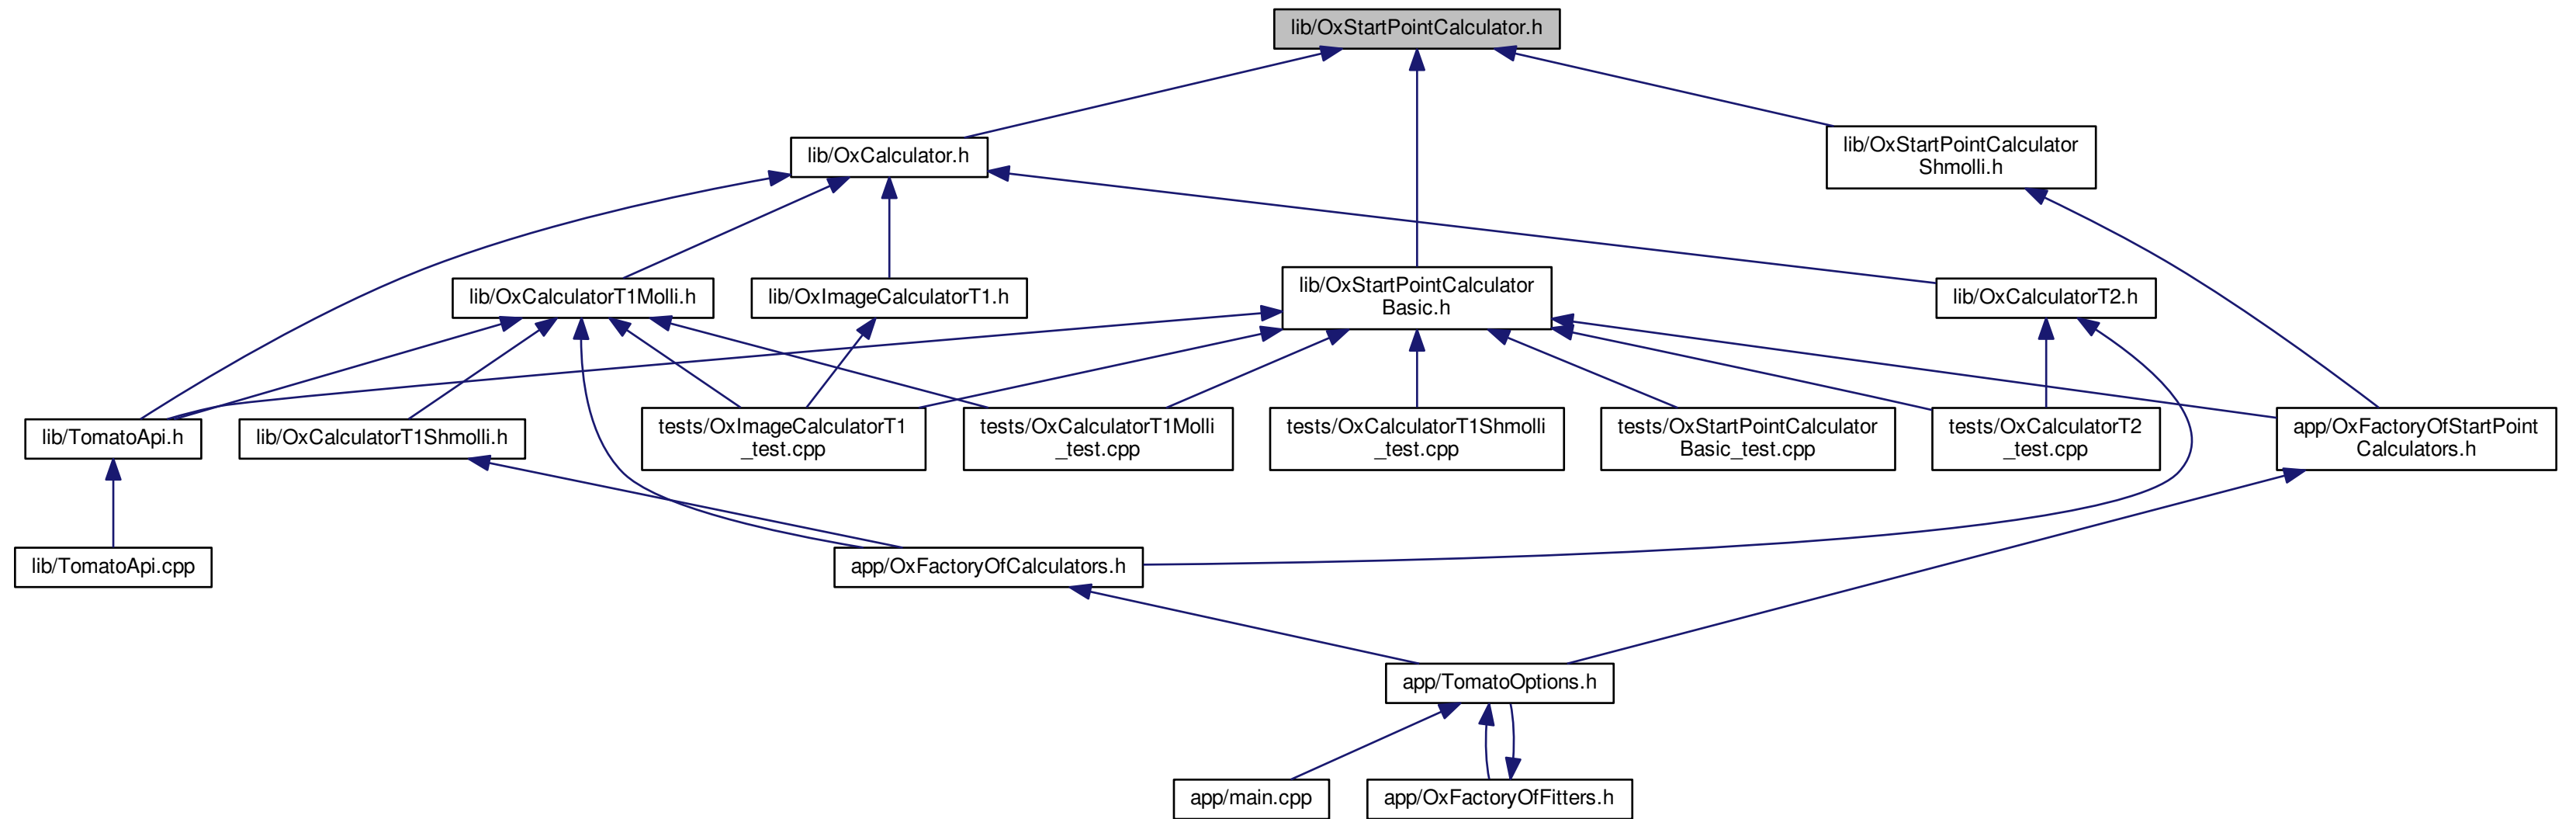 lib/OxStartPointCalculator.h
lib/OxCalculator.h
lib/OxStartPointCalculator
Shmolli.h
lib/OxCalculatorT1Molli.h
lib/OxImageCalculatorT1.h
lib/OxStartPointCalculator
Basic.h
lib/OxCalculatorT2.h
lib/TomatoApi.h
lib/OxCalculatorT1Shmolli.h
tests/OxImageCalculatorT1
_test.cpp
tests/OxCalculatorT1Molli
_test.cpp
tests/OxCalculatorT1Shmolli
_test.cpp
tests/OxStartPointCalculator
Basic_test.cpp
tests/OxCalculatorT2
_test.cpp
app/OxFactoryOfStartPoint
Calculators.h
lib/TomatoApi.cpp
app/OxFactoryOfCalculators.h
app/TomatoOptions.h
app/main.cpp
app/OxFactoryOfFitters.h